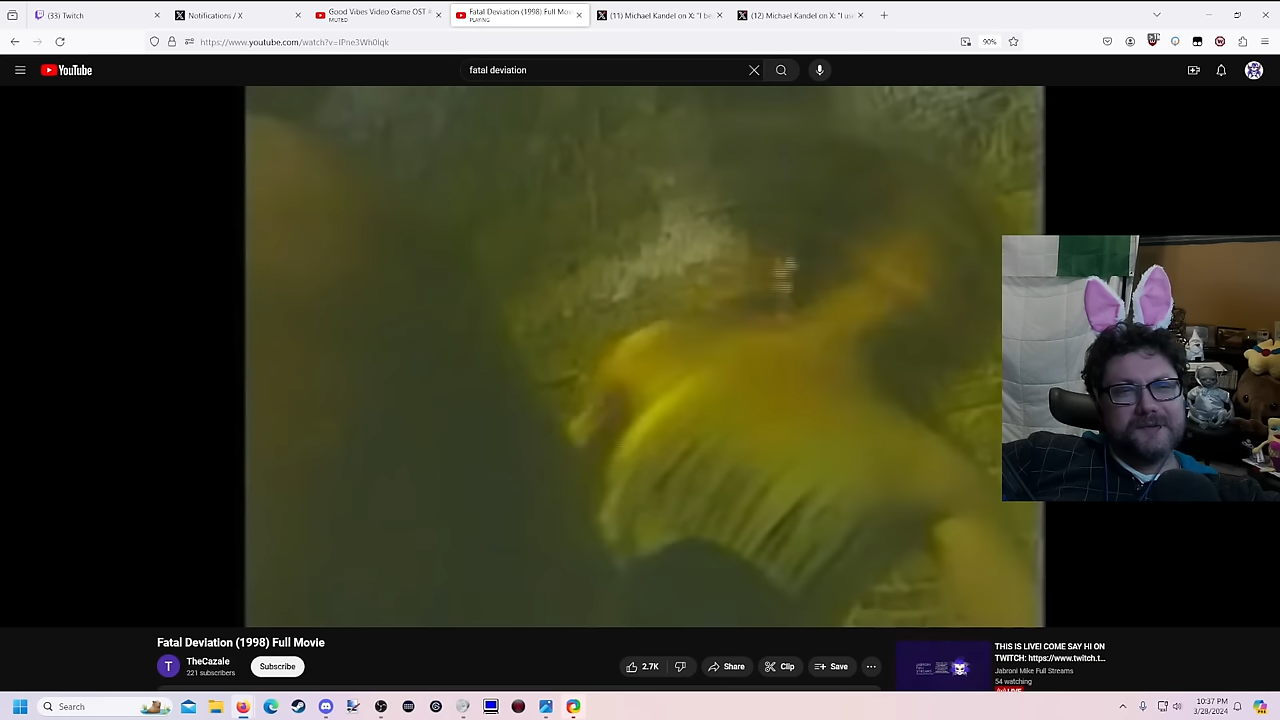 (33) Twitch
Notifications / X
Good Vibes Video Game OST
MUTED
Fatal Deviation (1998) Full Mov
PLAYING
(11) Michael Kandel on X: "I be
(12) Michael Kandel on X: "I us
https://www.youtube.com/watch?v=IPne3Wh0lqk
90%
YouTube
fatal deviation
Fatal Deviation (1998) Full Movie
T
TheCazale
221 subscribers
Subscribe
2.7K
Share
Clip
Save
THIS IS LIVE! COME SAY HI ON
TWITCH: https://www.twitch.t...
Jabroni Mike Full Streams
54 watching
Search
10:37 PM
3/28/2024